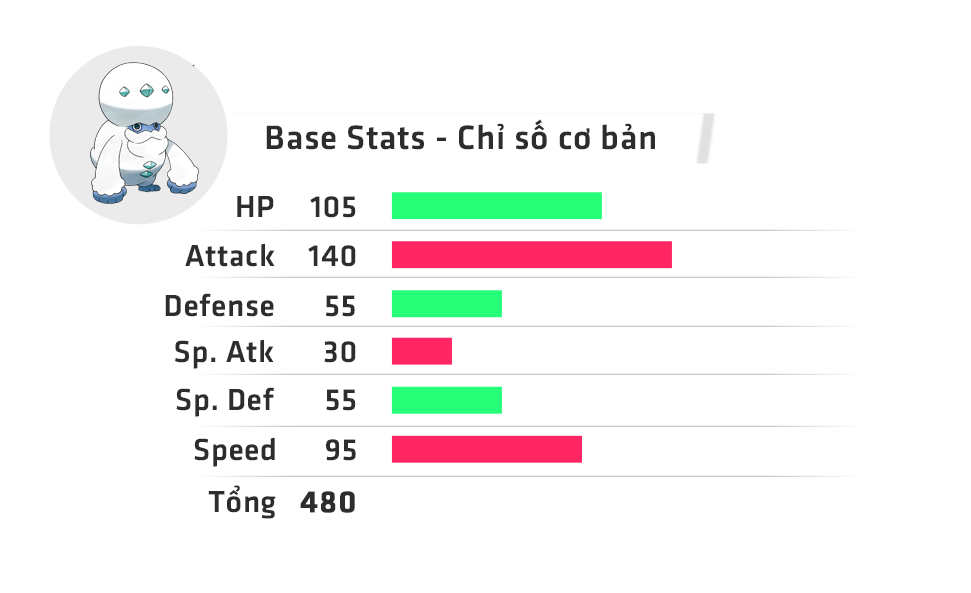 Base Stats - Chỉ số cơ bản
HP 105
Attack 140
Defense 55
Sp. Atk 30
Sp. Def 55
Speed 95
Tổng 480